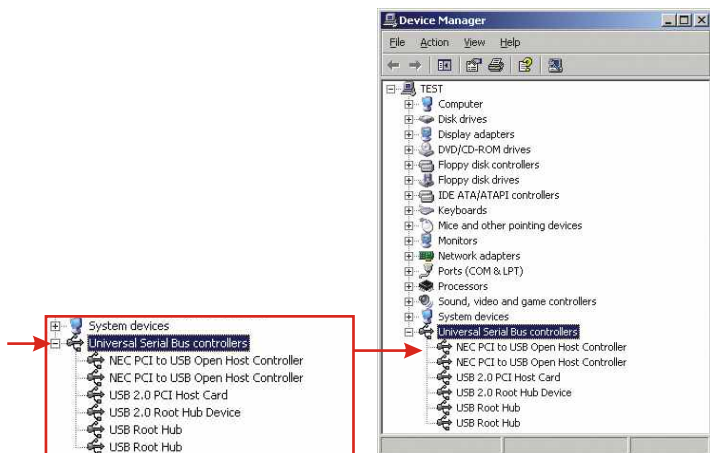 System devices
Universal Serial Bus controllers
NEC PCI to USB Open Host Controller
NEC PCI to USB Open Host Controller
USB 2.0 PCI Host Card
USB 2.0 Root Hub Device
USB Root Hub
USB Root Hub
Device Manager
File Action View Help
TEST
Computer
Disk drives
Display adapters
DVD/CD-ROM drives
Floppy disk controllers
Floppy disk drives
IDE ATA/ATAPI controllers
Keyboards
Mice and other pointing devices
Monitors
Network adapters
Ports (COM & LPT)
Processors
Sound, video and game controllers
System devices
Universal Serial Bus controllers
NEC PCI to USB Open Host Controller
NEC PCI to USB Open Host Controller
USB 2.0 PCI Host Card
USB 2.0 Root Hub Device
USB Root Hub
USB Root Hub